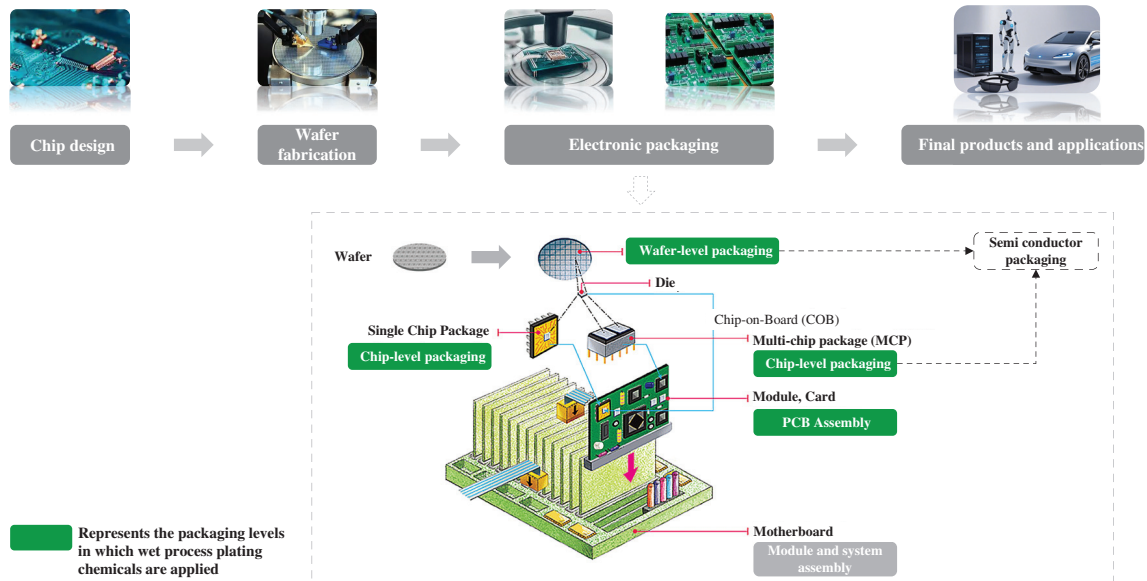 Chip design
Wafer
fabrication
Electronic packaging
Final products and applications
Wafer
Wafer-level packaging
Semi conductor
packaging
Die
Chip-on-Board (COB)
Single Chip Package
Chip-level packaging
Multi-chip package (MCP)
Chip-level packaging
Module, Card
PCB Assembly
Motherboard
Module and system
assembly
Represents the packaging levels
in which wet process plating
chemicals are applied